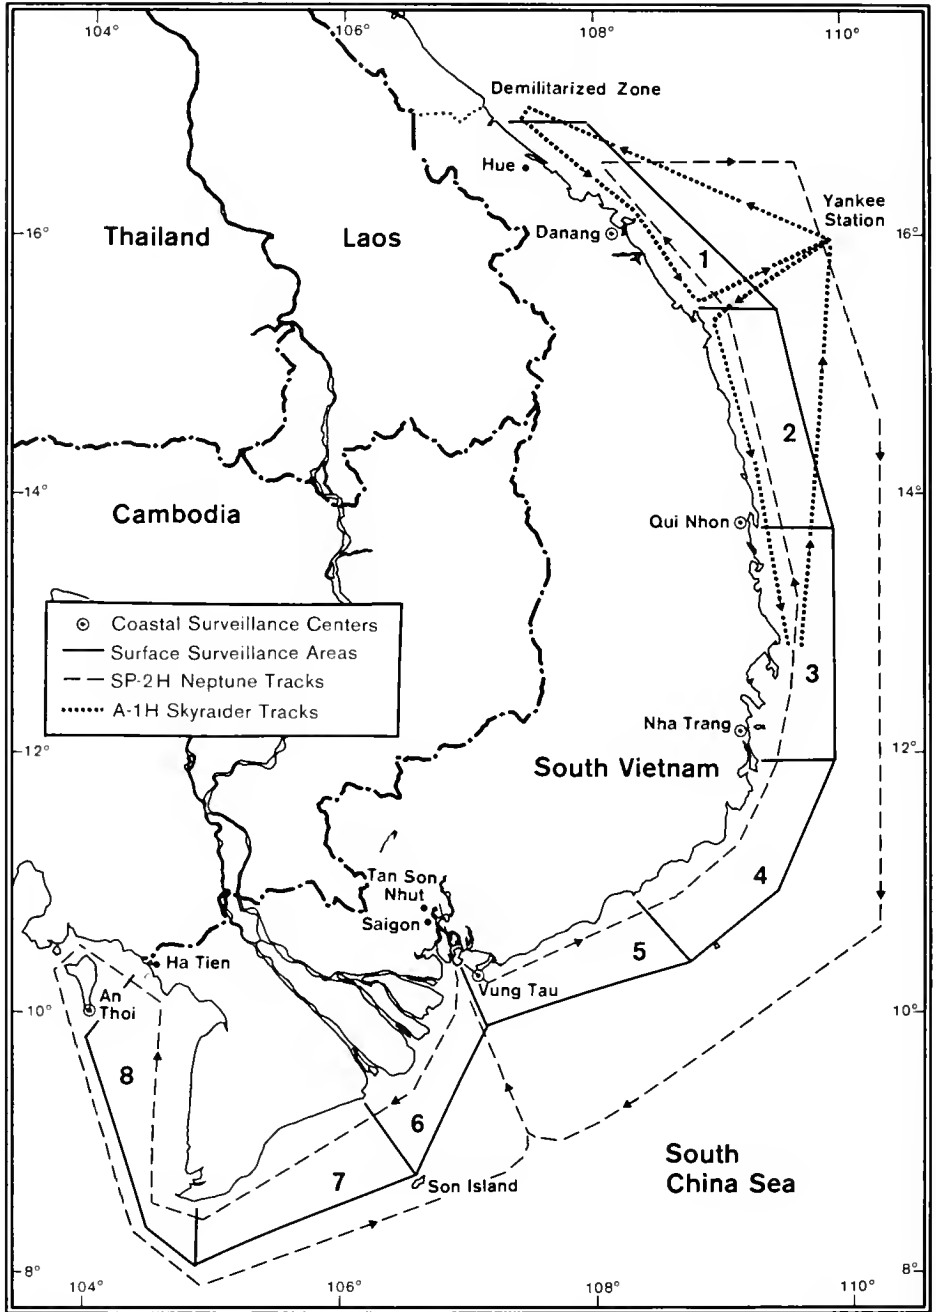 104°
106°
108°
110°
Demilitarized Zone
Hue
Yankee
Station
16°
Thailand
Laos
Danang
16°
1
2
14°
Cambodia
Qui Nhon
14°
Coastal Surveillance Centers
Surface Surveillance Areas
SP-2H Neptune Tracks
A-1H Skyraider Tracks
3
Nha Trang
12°
South Vietnam
12°
4
Tan Son
Nhut
Saigon
5
Ha Tien
Vung Tau
An
Thoi
10°
10°
8
6
South
China Sea
7
Son Island
8°
8°
104°
106°
108°
110°